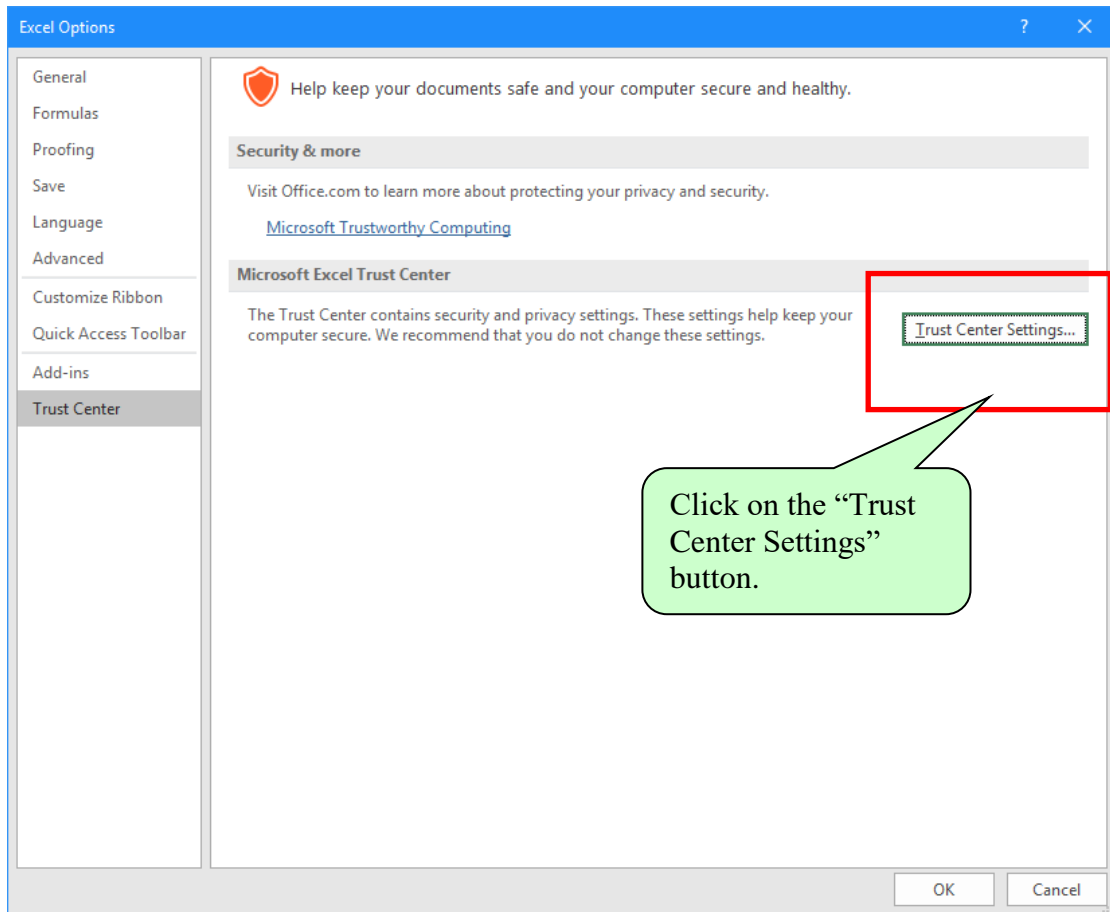 Excel Options
?
General
Formulas
Proofing
Save
Language
Advanced
Customize Ribbon
Quick Access Toolbar
Add-ins
Trust Center
Help keep your documents safe and your computer secure and healthy.
Security & more
Visit Office.com to learn more about protecting your privacy and security.
Microsoft Trustworthy Computing
Microsoft Excel Trust Center
The Trust Center contains security and privacy settings. These settings help keep your
computer secure. We recommend that you do not change these settings.
Trust Center Settings...
Click on the “Trust
Center Settings”
button.
OK
Cancel